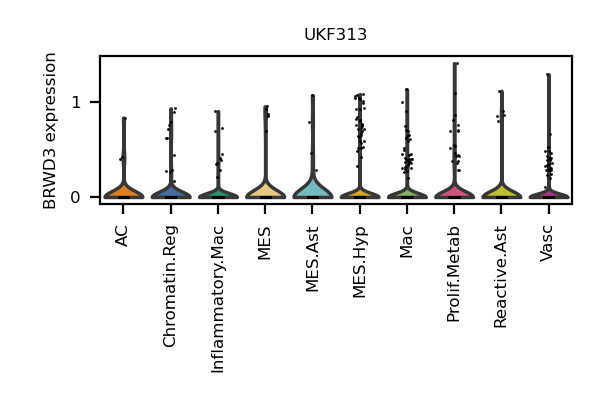 UKF313
BRWD3 expression
1
0
AC
Chromatin.Reg
Inflammatory.Mac
MES
MES.Ast
MES.Hyp
Mac
Prolif.Metab
Reactive.Ast
Vasc